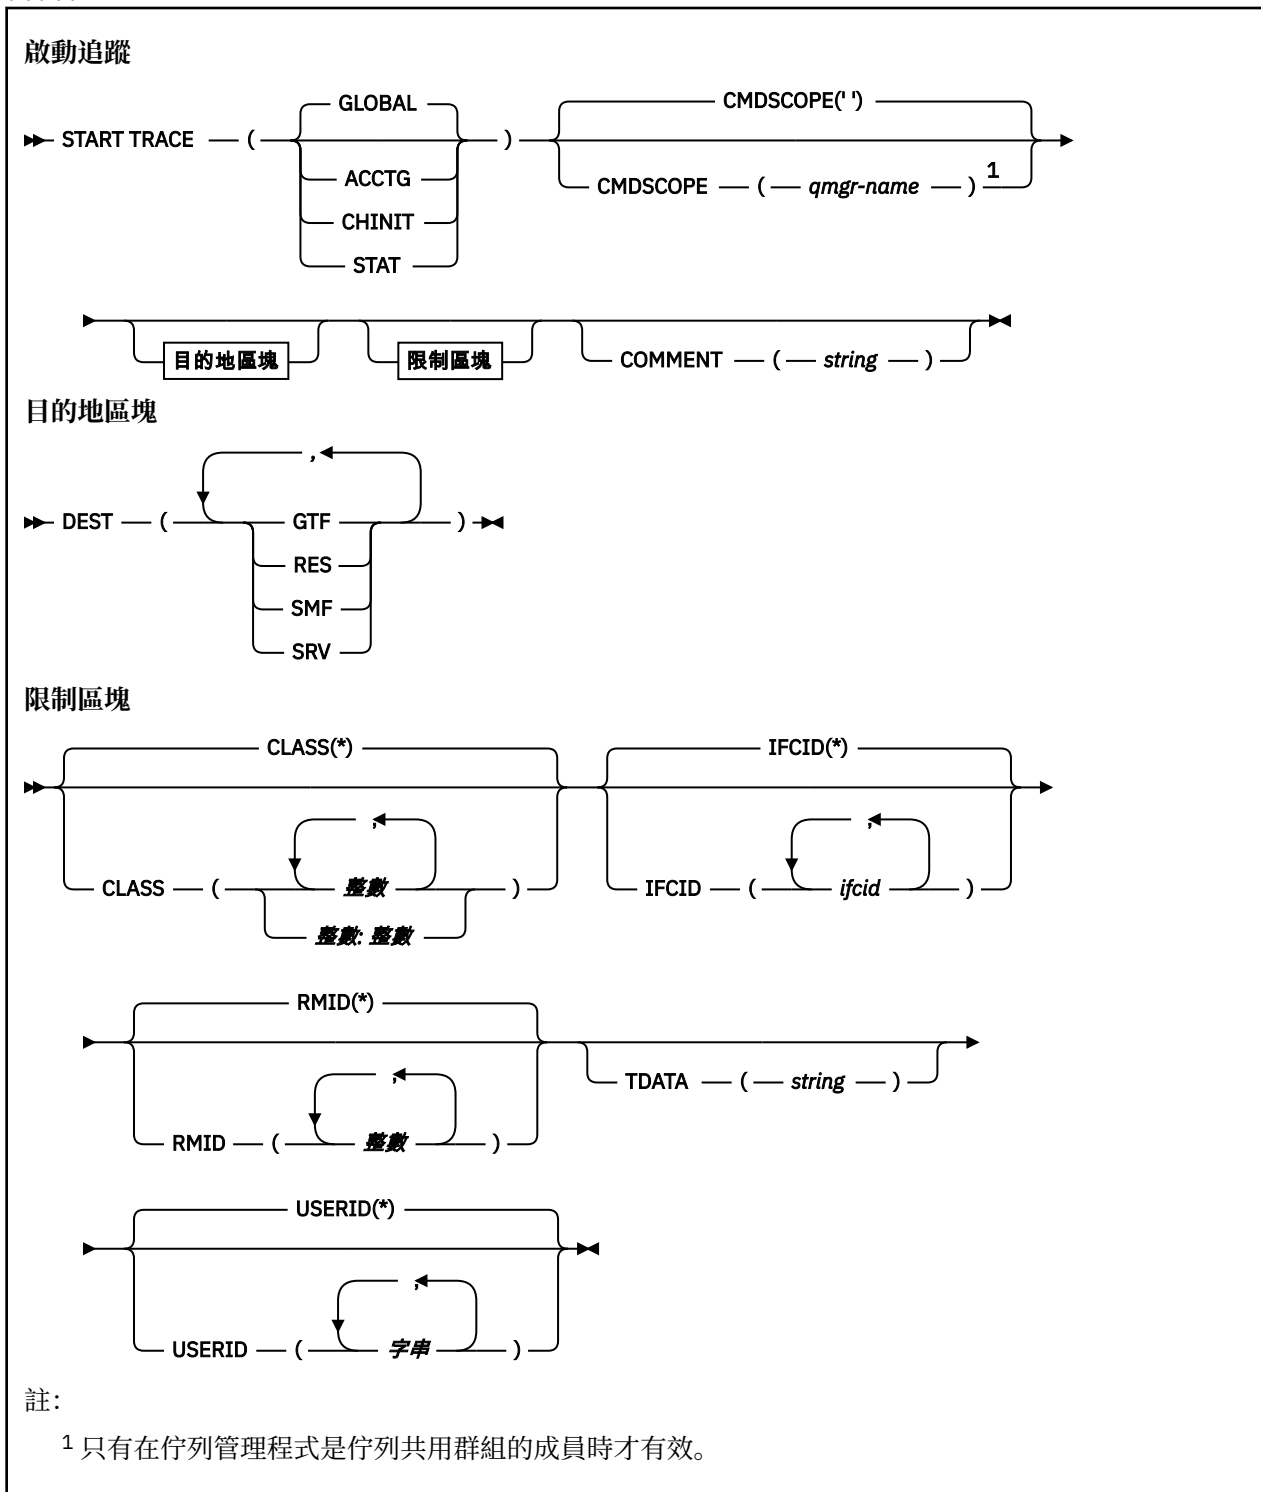 啟動追蹤
GLOBAL
CMDSCOPE(' ')
START TRACE ( )
ACCTG
CMDSCOPE ( qmgr-name ) 1
CHINIT
STAT
目的地區塊 限制區塊 COMMENT ( string )
目的地區塊
,
DEST ( GTF )
RES
SMF
SRV
限制區塊
CLASS(*) IFCID(*)
, ,
CLASS ( 整數 ) IFCID ( ifcid )
整數: 整數
RMID(*)
, TDATA ( string )
RMID ( 整數 )
USERID(*)
,
USERID ( 字串 )
註:
1 只有在佇列管理程式是佇列共用群組的成員時才有效。